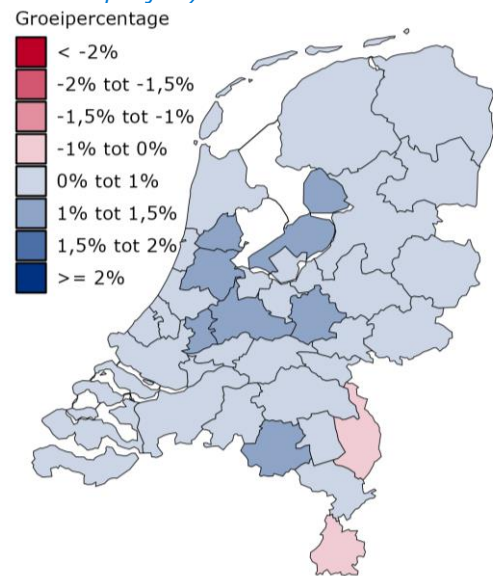 Groeipercentage
< -2%
-2% tot -1,5%
-1,5% tot -1%
-1% tot 0%
0% tot 1%
1% tot 1,5%
1,5% tot 2%
>= 2%